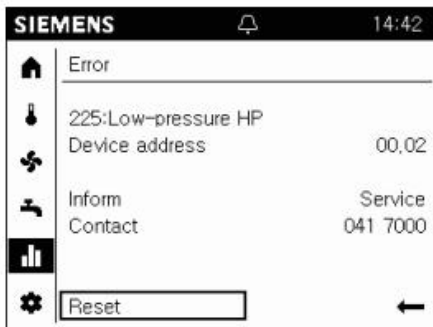 SIEMENS 14:42
Error
225:Low-pressure HP
Device address 00.02
Inform Service
Contact 041 7000
Reset